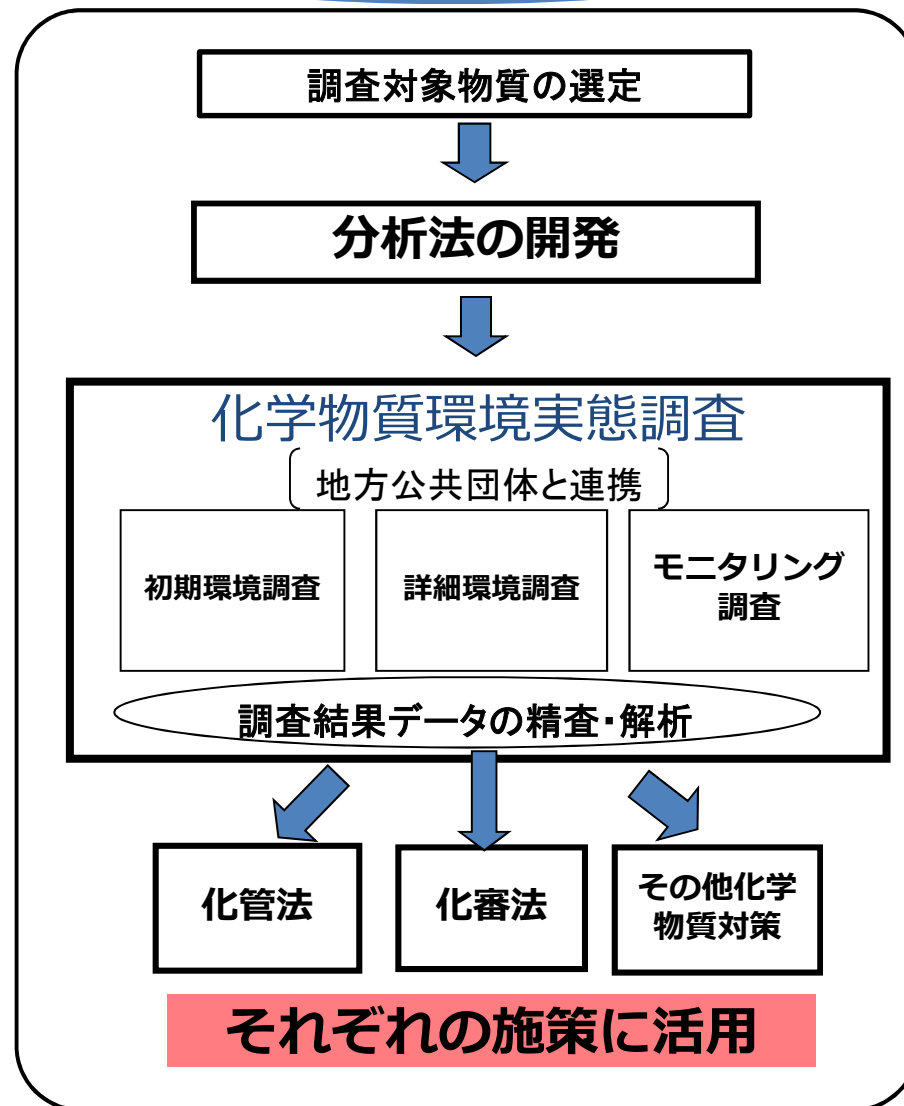 調査対象物質の選定
分析法の開発
化学物質環境実態調査
地方公共団体と連携
初期環境調査
詳細環境調査
モニタリング
調査
調査結果データの精査・解析
化管法
化審法
その他化学
物質対策
それぞれの施策に活用